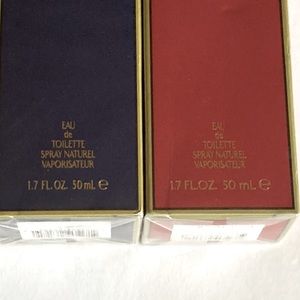 EAU
de
TOILETTE
SPRAY NATUREL
VAPORISATEUR
1.7 FL.OZ. 50 mL ℮
EAU
de
TOILETTE
SPRAY NATUREL
VAPORISATEUR
1.7 FL.OZ. 50 mL ℮